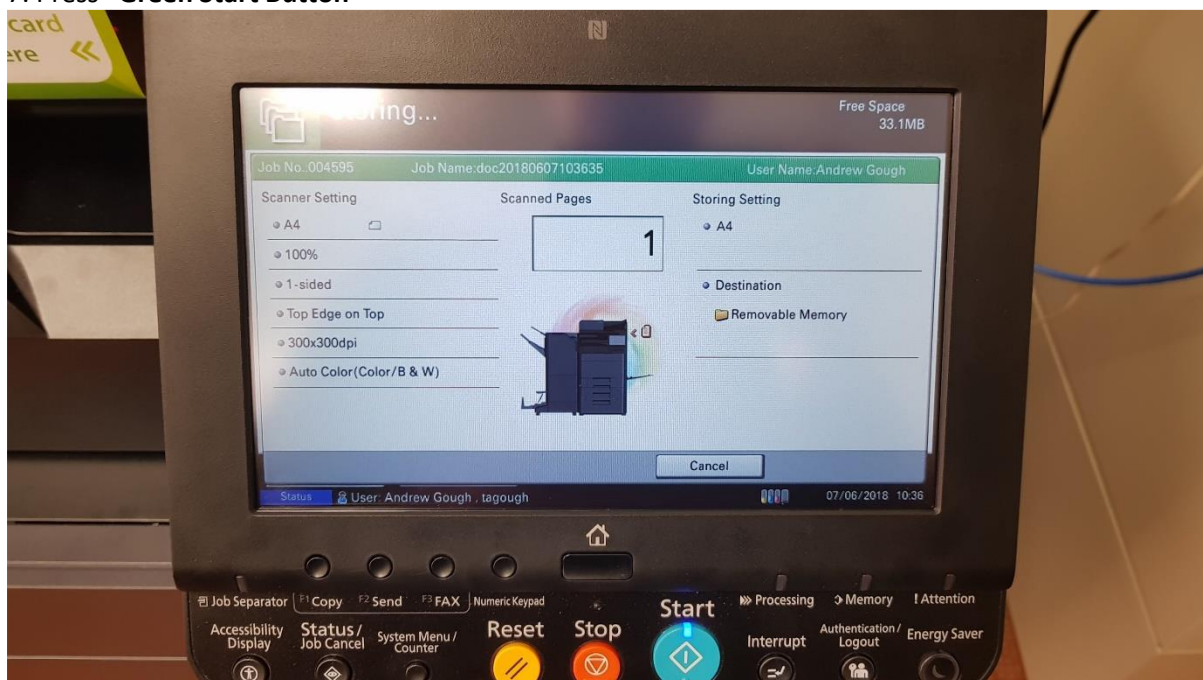 Green Start Button
card
ere «
Storing...
Free Space
33.1MB
Job No.:004595 Job Name:doc20180607103635 User Name:Andrew Gough
Scanner Setting
Scanned Pages
Storing Setting
A4
1
A4
100%
1-sided
Destination
Top Edge on Top
Removable Memory
300x300dpi
Auto Color(Color/B & W)
Cancel
Status User: Andrew Gough , tagough 07/06/2018 10:36
Job Separator F1 Copy F2 Send F3 FAX Numeric Keypad Start Processing Memory ! Attention
Accessibility Display Status / Job Cancel System Menu / Counter Reset Stop Interrupt Authentication / Logout Energy Saver